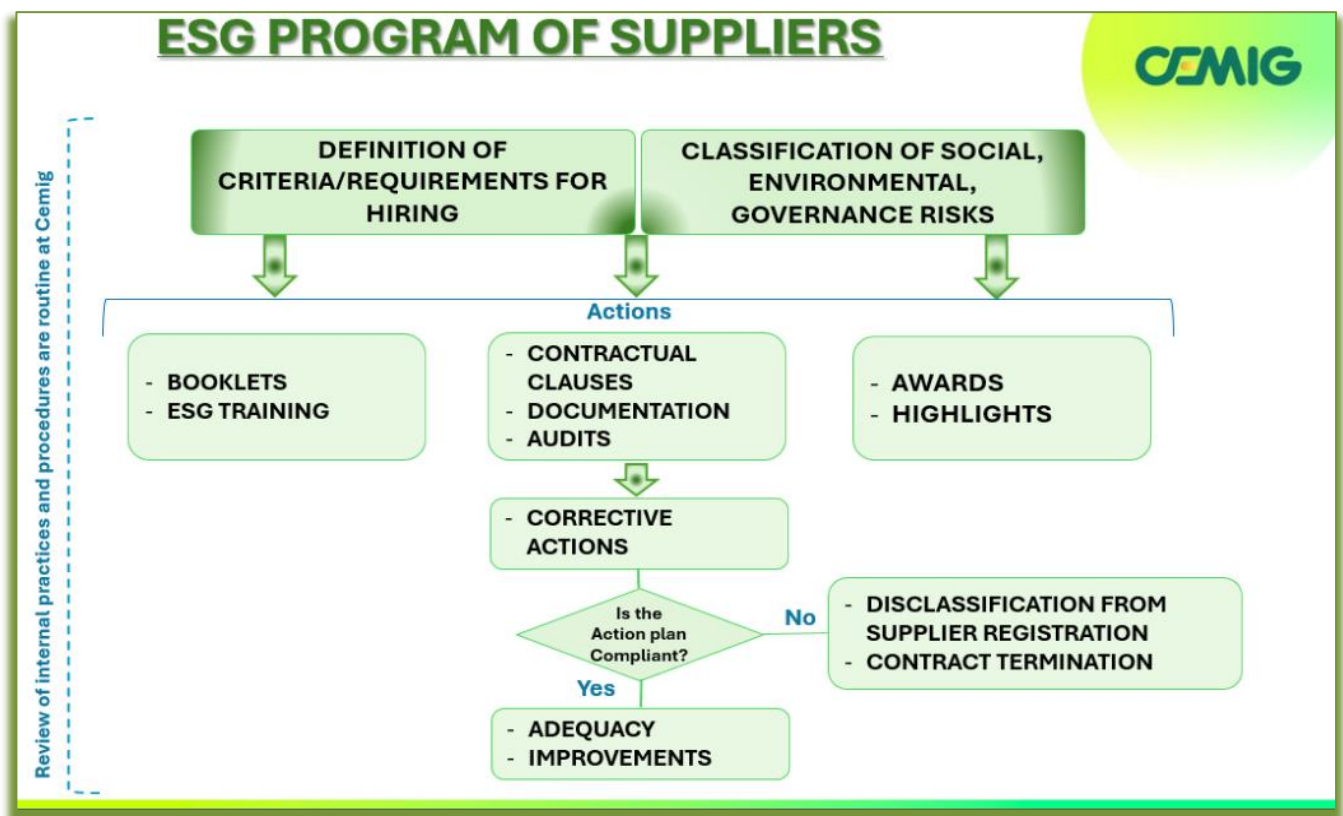 ESG PROGRAM OF SUPPLIERS
CEMIG
Review of internal practices and procedures are routine at Cemig
DEFINITION OF
CRITERIA/REQUIREMENTS FOR
HIRING
CLASSIFICATION OF SOCIAL,
ENVIRONMENTAL,
GOVERNANCE RISKS
Actions
- BOOKLETS
- ESG TRAINING
- CONTRACTUAL
CLAUSES
- DOCUMENTATION
- AUDITS
- AWARDS
- HIGHLIGHTS
- CORRECTIVE
ACTIONS
Is the
Action plan
Compliant?
No
- DISCLASSIFICATION FROM
SUPPLIER REGISTRATION
- CONTRACT TERMINATION
Yes
- ADEQUACY
- IMPROVEMENTS